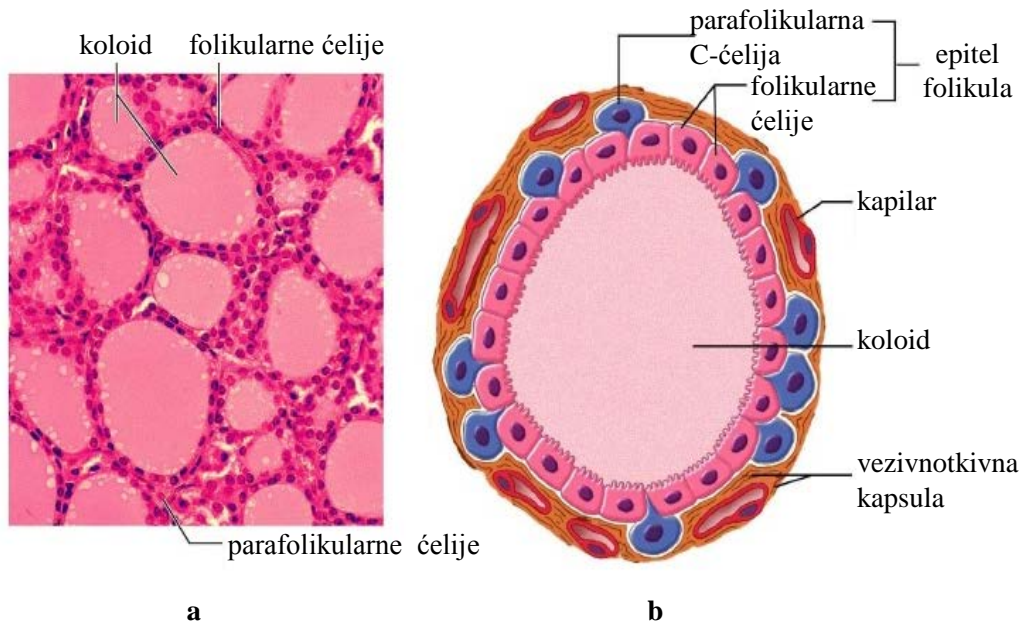 koloid
folikularne ćelije
parafolikularne ćelije
a
parafolikularna
C-ćelija
folikularne
ćelije
epitel
folikula
kapilar
koloid
vezivnotkivna
kapsula
b